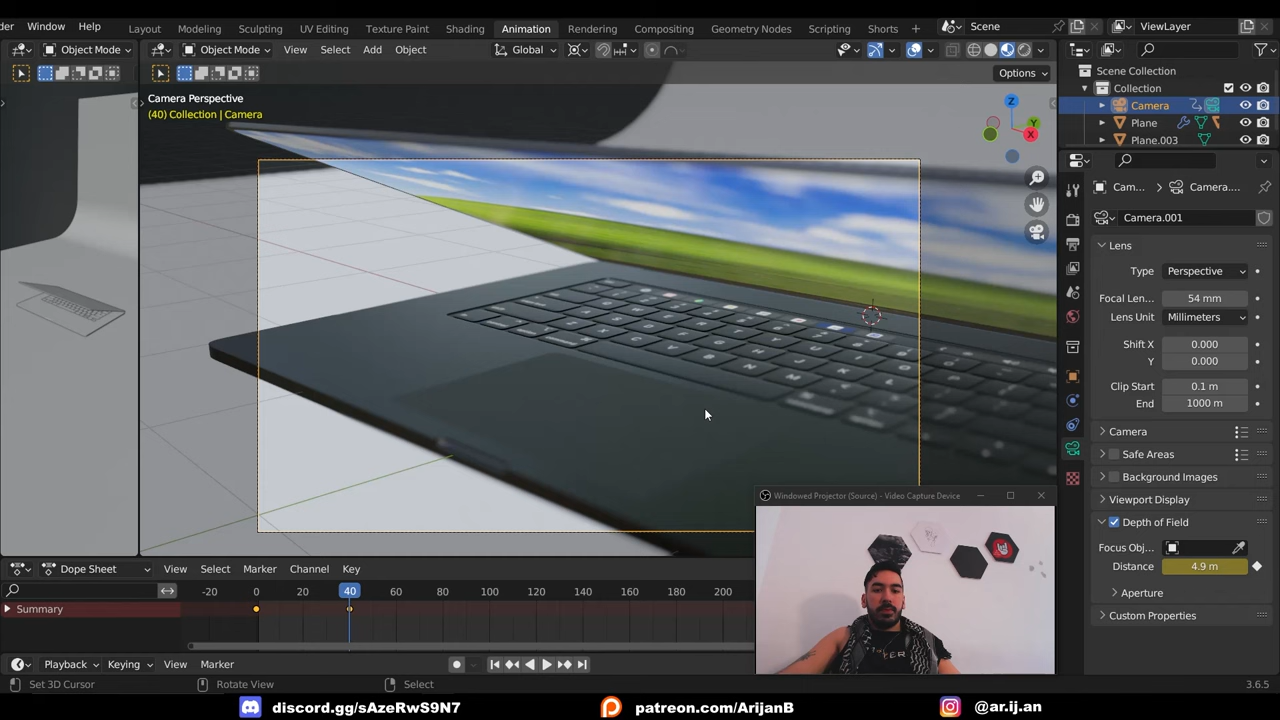 der Window Modeling Sculpting UV Editing Texture Paint Shading Animation Rendering Compositing Geometry Nodes Scripting Shorts Scene ViewLayer
Object Mode Object Mode View Select Add Object Global
Options
Scene Collection
Collection
Camera
Plane
Plane.003
Camera Perspective
(40) Collection | Camera
Z
Y
X
Cam... Camera....
Camera.001
Lens
Type Perspective
Focal Len... 54 mm
Lens Unit Millimeters
Shift X 0.000
Y 0.000
Clip Start 0.1 m
End 1000 m
Camera
Safe Areas
Background Images
Viewport Display
Depth of Field
Focus Obj...
Distance 4.9 m
Aperture
Custom Properties
Windowed Projector (Source) - Video Capture Device
Dope Sheet View Select Marker Channel Key
-20 0 20 40 60 80 100 120 140 160 180 200
Summary
Playback Keying View Marker
Set 3D Cursor Rotate View Select 3.6.5
discord.gg/sAzeRwS9N7 patreon.com/ArijanB @ar.ij.an